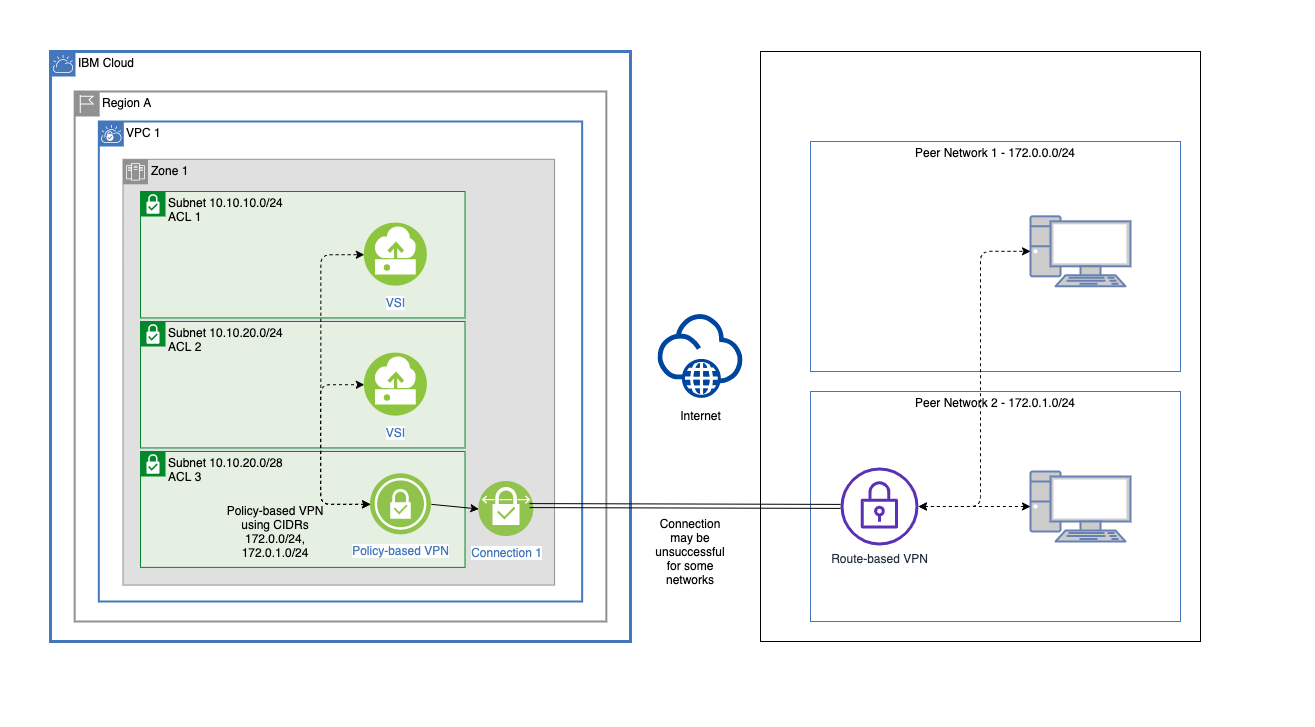 IBM Cloud
Region A
VPC 1
Zone 1
Subnet 10.10.10.0/24
ACL 1
VSI
Subnet 10.10.20.0/24
ACL 2
VSI
Subnet 10.10.20.0/28
ACL 3
Policy-based VPN
using CIDRs
172.0.0/24,
172.0.1.0/24
Policy-based VPN
Connection 1
Internet
Connection
may be
unsuccessful
for some
networks
Peer Network 1 - 172.0.0.0/24
Peer Network 2 - 172.0.1.0/24
Route-based VPN